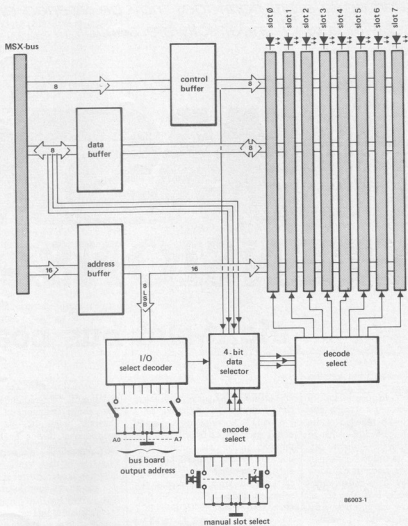 slot 0
slot 1
slot 2
slot 3
slot 4
slot 5
slot 6
slot 7
MSX-bus
control
buffer
8
8
data
buffer
8
8
address
buffer
16
16
8
L
S
B
I/O
select decoder
4-bit
data
selector
decode
select
A0
A7
bus board
output address
encode
select
0
7
manual slot select
86003-1